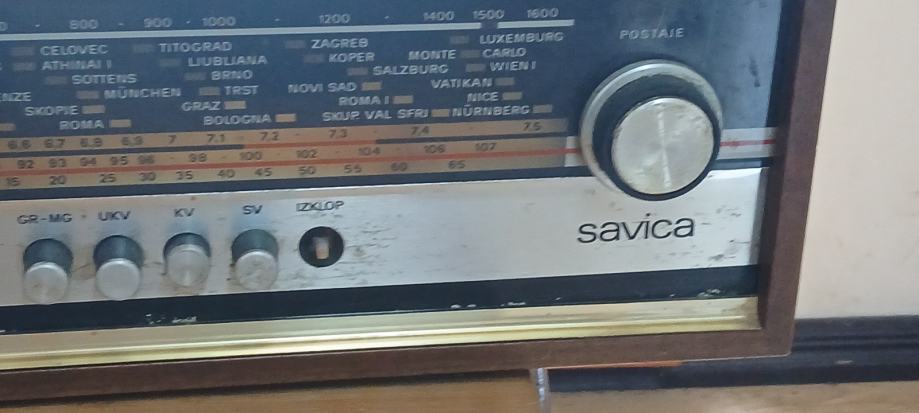 800 · 900 · 1000 · 1200 · 1400 1500 1600
CELOVEC TITOGRAD ZAGREB LUXEMBURG
ATHINAI I LJUBLJANA KOPER MONTE CARLO
SOTTENS BRNO SALZBURG WIEN I
MÜNCHEN TRST NOVI SAD VATIKAN
SKOPJE GRAZ ROMA I NICE
ROMA BOLOGNA SKUP. VAL SFRJ NÜRNBERG
6,6 6,7 6,8 6,9 7 7,1 · 7,2 · 7,3 · 7,4 · 7,5
92 93 94 95 96 · 98 · 100 · 102 · 104 · 106 107
15 20 25 30 35 40 45 50 55 60 65
POSTAJE
GR-MG UKV KV SV IZKLOP
savica